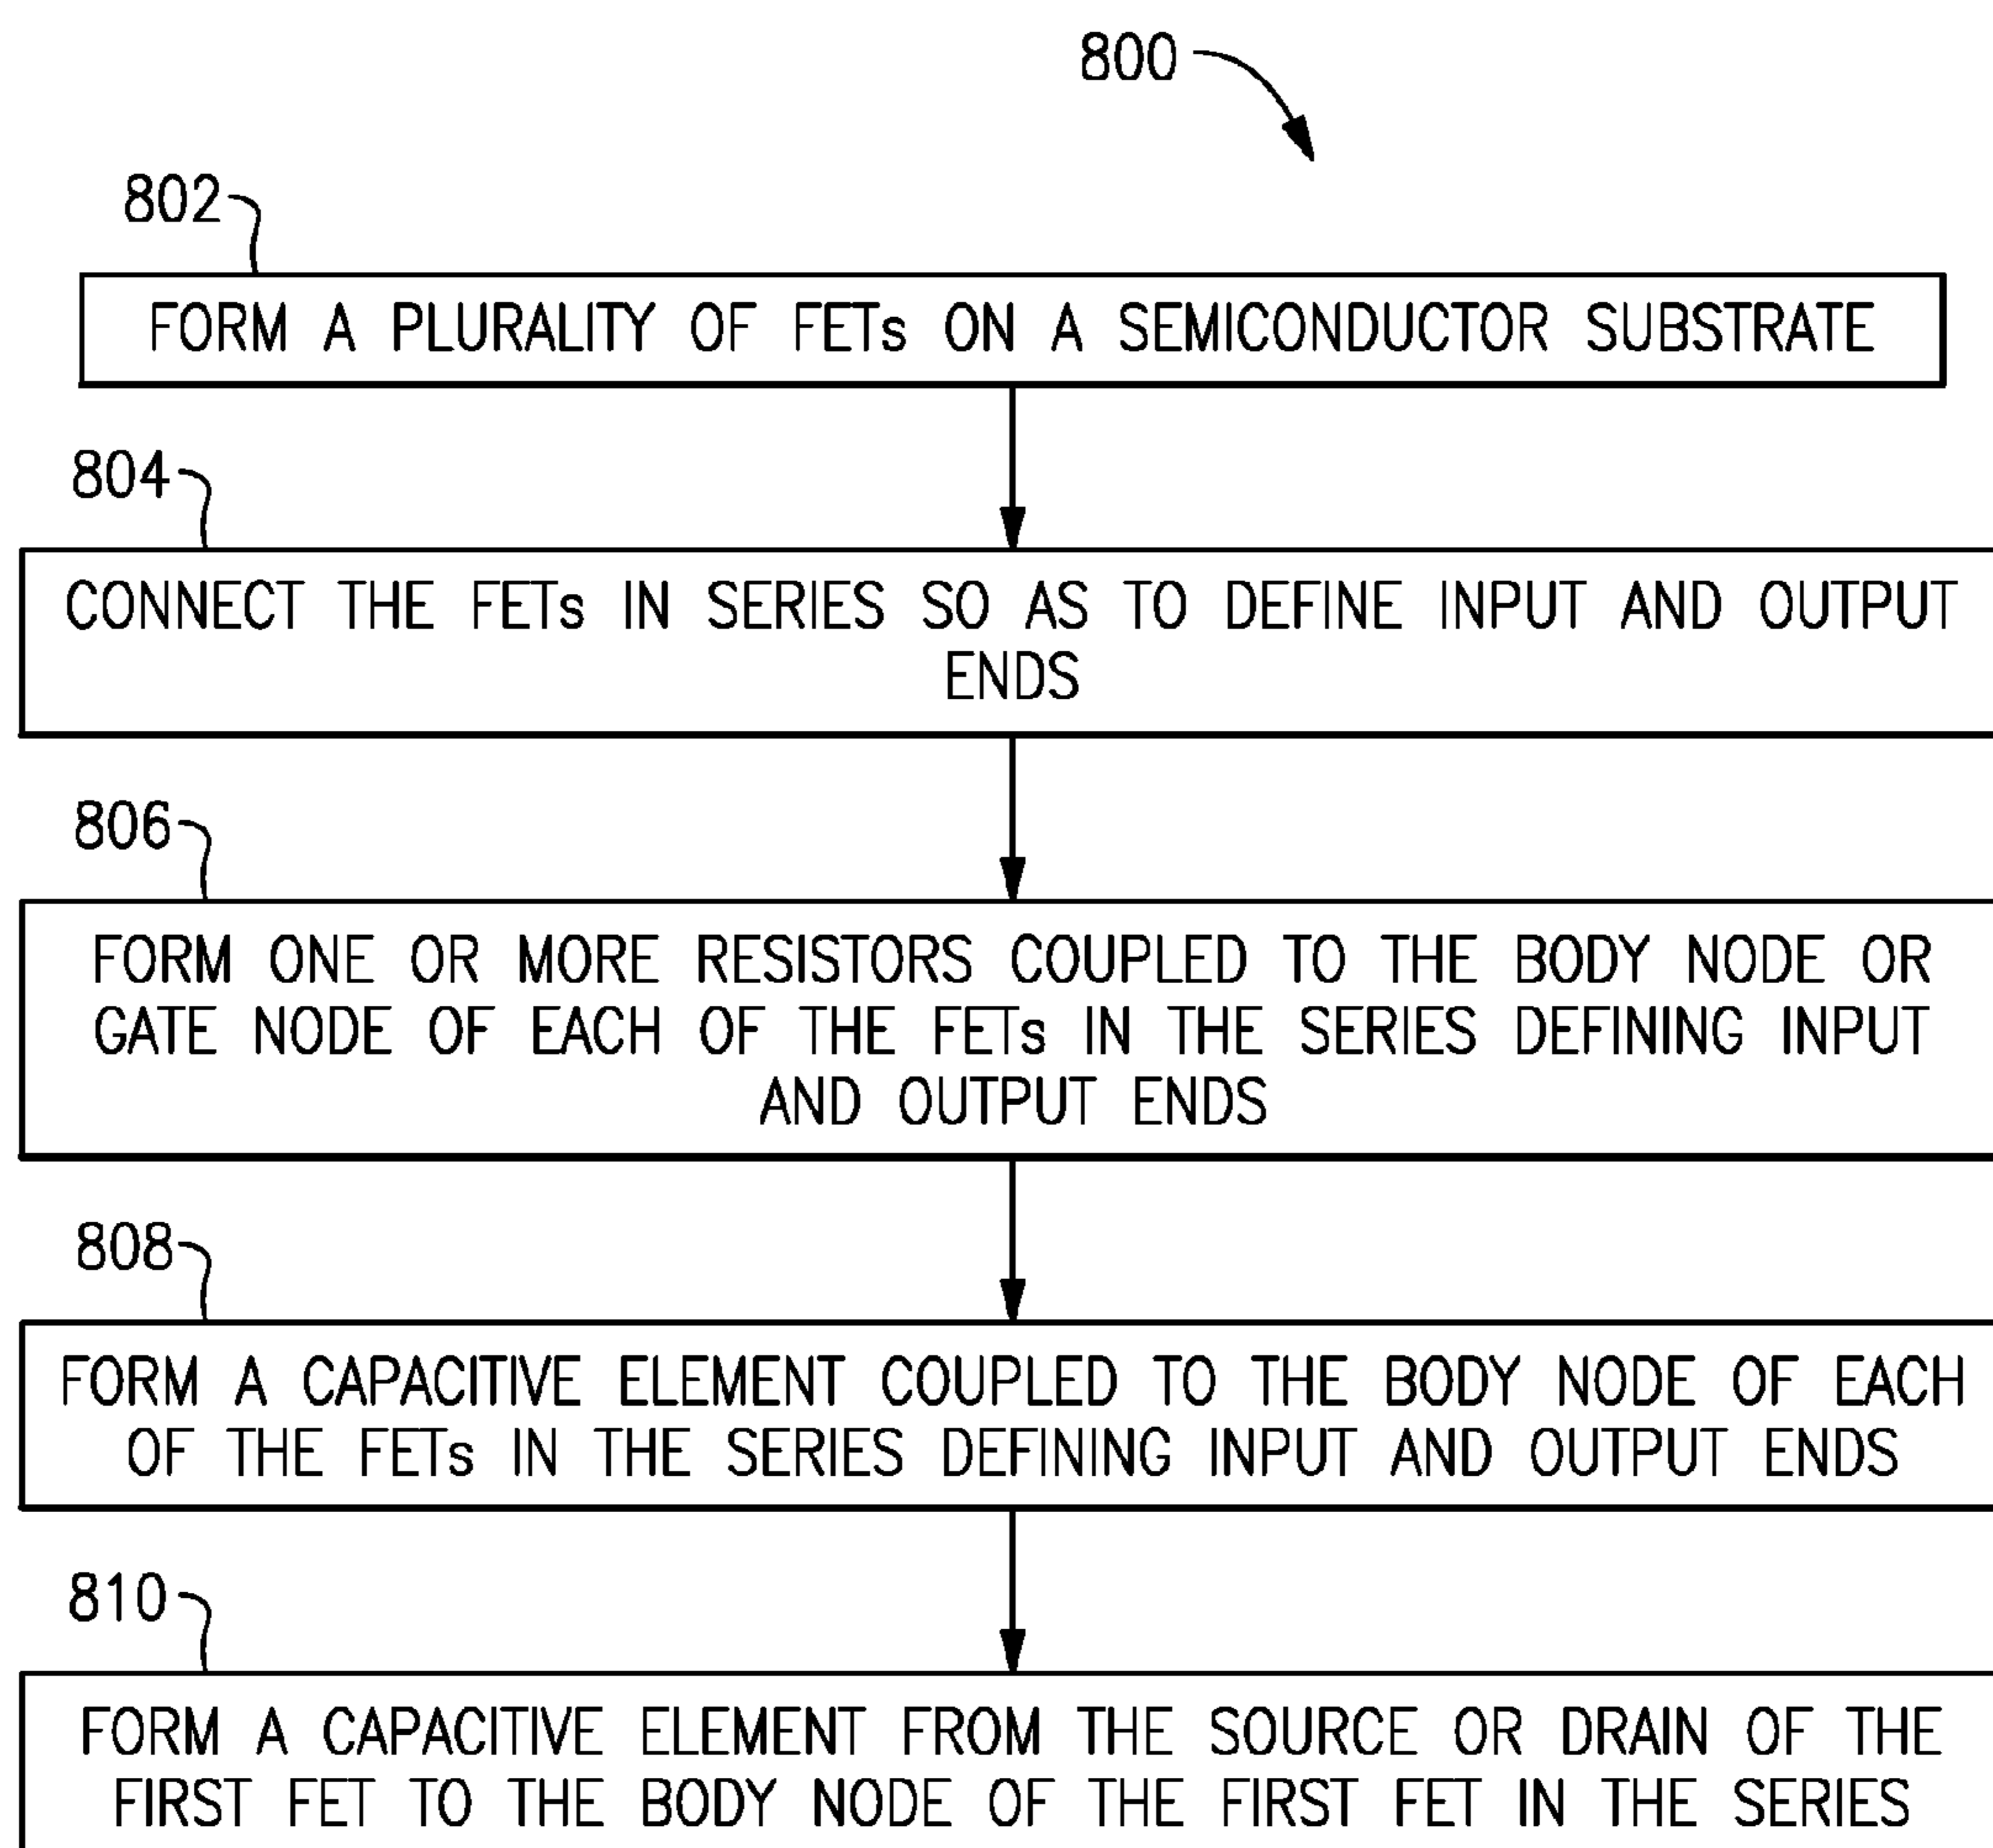 800
802
FORM A PLURALITY OF FETs ON A SEMICONDUCTOR SUBSTRATE
804
CONNECT THE FETs IN SERIES SO AS TO DEFINE INPUT AND OUTPUT
ENDS
806
FORM ONE OR MORE RESISTORS COUPLED TO THE BODY NODE OR
GATE NODE OF EACH OF THE FETs IN THE SERIES DEFINING INPUT
AND OUTPUT ENDS
808
FORM A CAPACITIVE ELEMENT COUPLED TO THE BODY NODE OF EACH
OF THE FETs IN THE SERIES DEFINING INPUT AND OUTPUT ENDS
810
FORM A CAPACITIVE ELEMENT FROM THE SOURCE OR DRAIN OF THE
FIRST FET TO THE BODY NODE OF THE FIRST FET IN THE SERIES